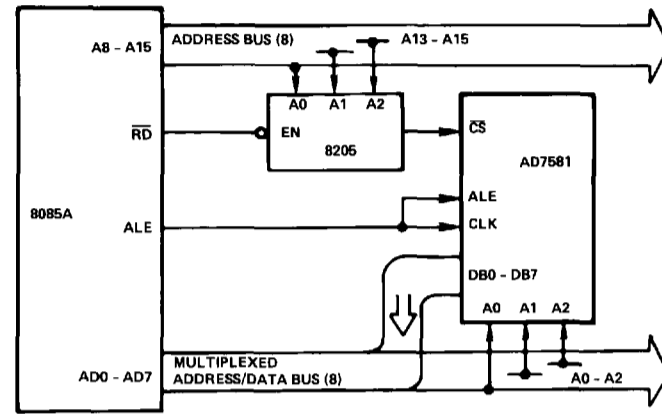 ADDRESS BUS (8)
A13 – A15
A8 – A15
A0 A1 A2
RD
EN
8205
CS
AD7581
8085A
ALE
ALE
CLK
DB0 – DB7
A0 A1 A2
MULTIPLEXED
ADDRESS/DATA BUS (8)
AD0 – AD7
A0 – A2